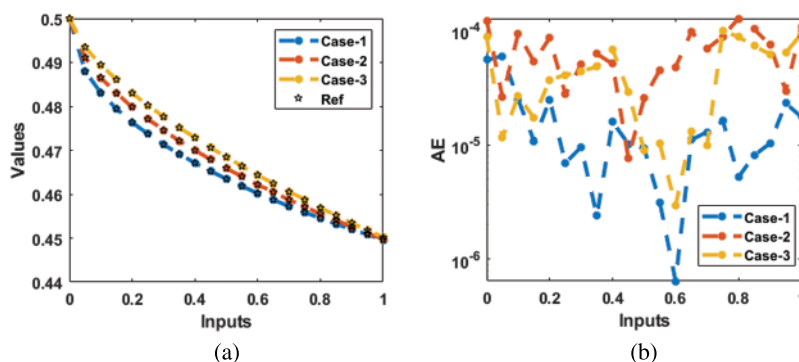 0.5
0.49
0.48
0.47
0.46
0.45
0.44
Values
0 0.2 0.4 0.6 0.8 1
Inputs
Case-1
Case-2
Case-3
Ref
(a)
10^-4
10^-5
10^-6
AE
0 0.2 0.4 0.6 0.8 1
Inputs
Case-1
Case-2
Case-3
(b)